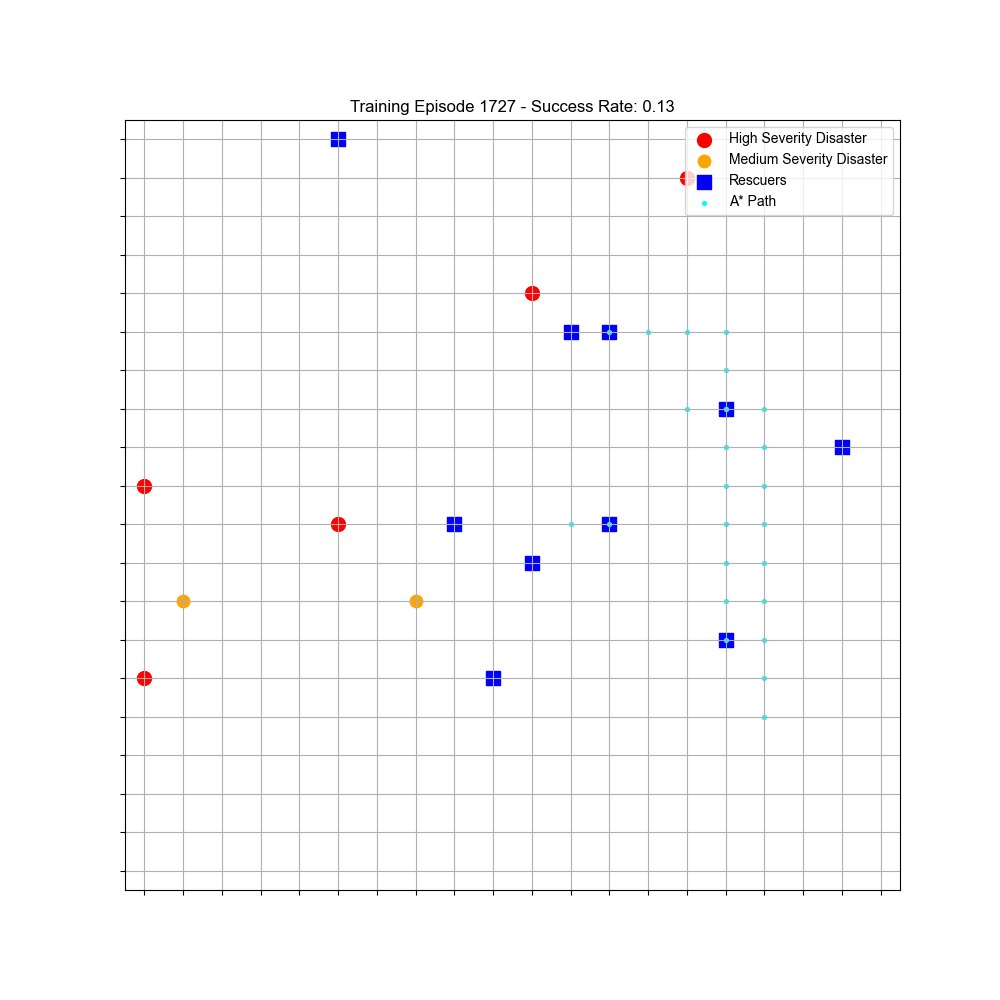 Training Episode 1727 - Success Rate: 0.13
High Severity Disaster
Medium Severity Disaster
Rescuers
A* Path